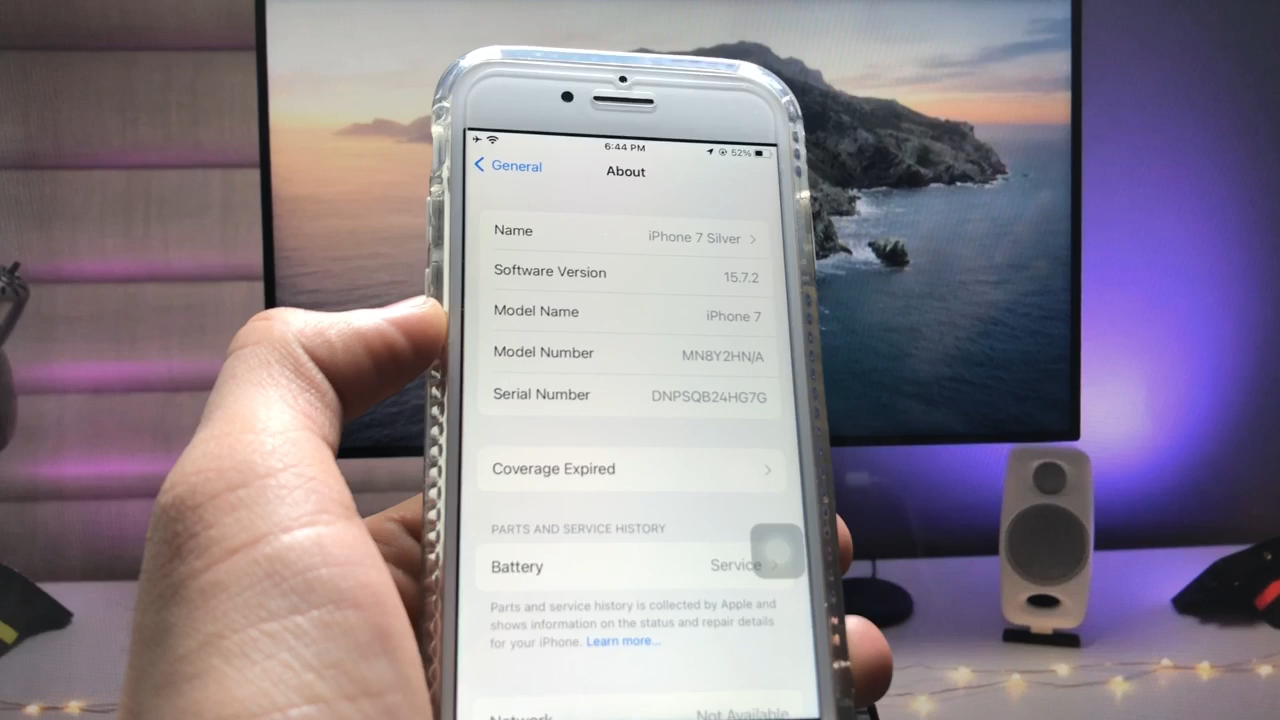 6:44 PM
52%
General
About
Name
iPhone 7 Silver
Software Version
15.7.2
Model Name
iPhone 7
Model Number
MN8Y2HN/A
Serial Number
DNPSQB24HG7G
Coverage Expired
PARTS AND SERVICE HISTORY
Battery
Service
Parts and service history is collected by Apple and
shows information on the status and repair details
for your iPhone. Learn more...
Network
Not Available